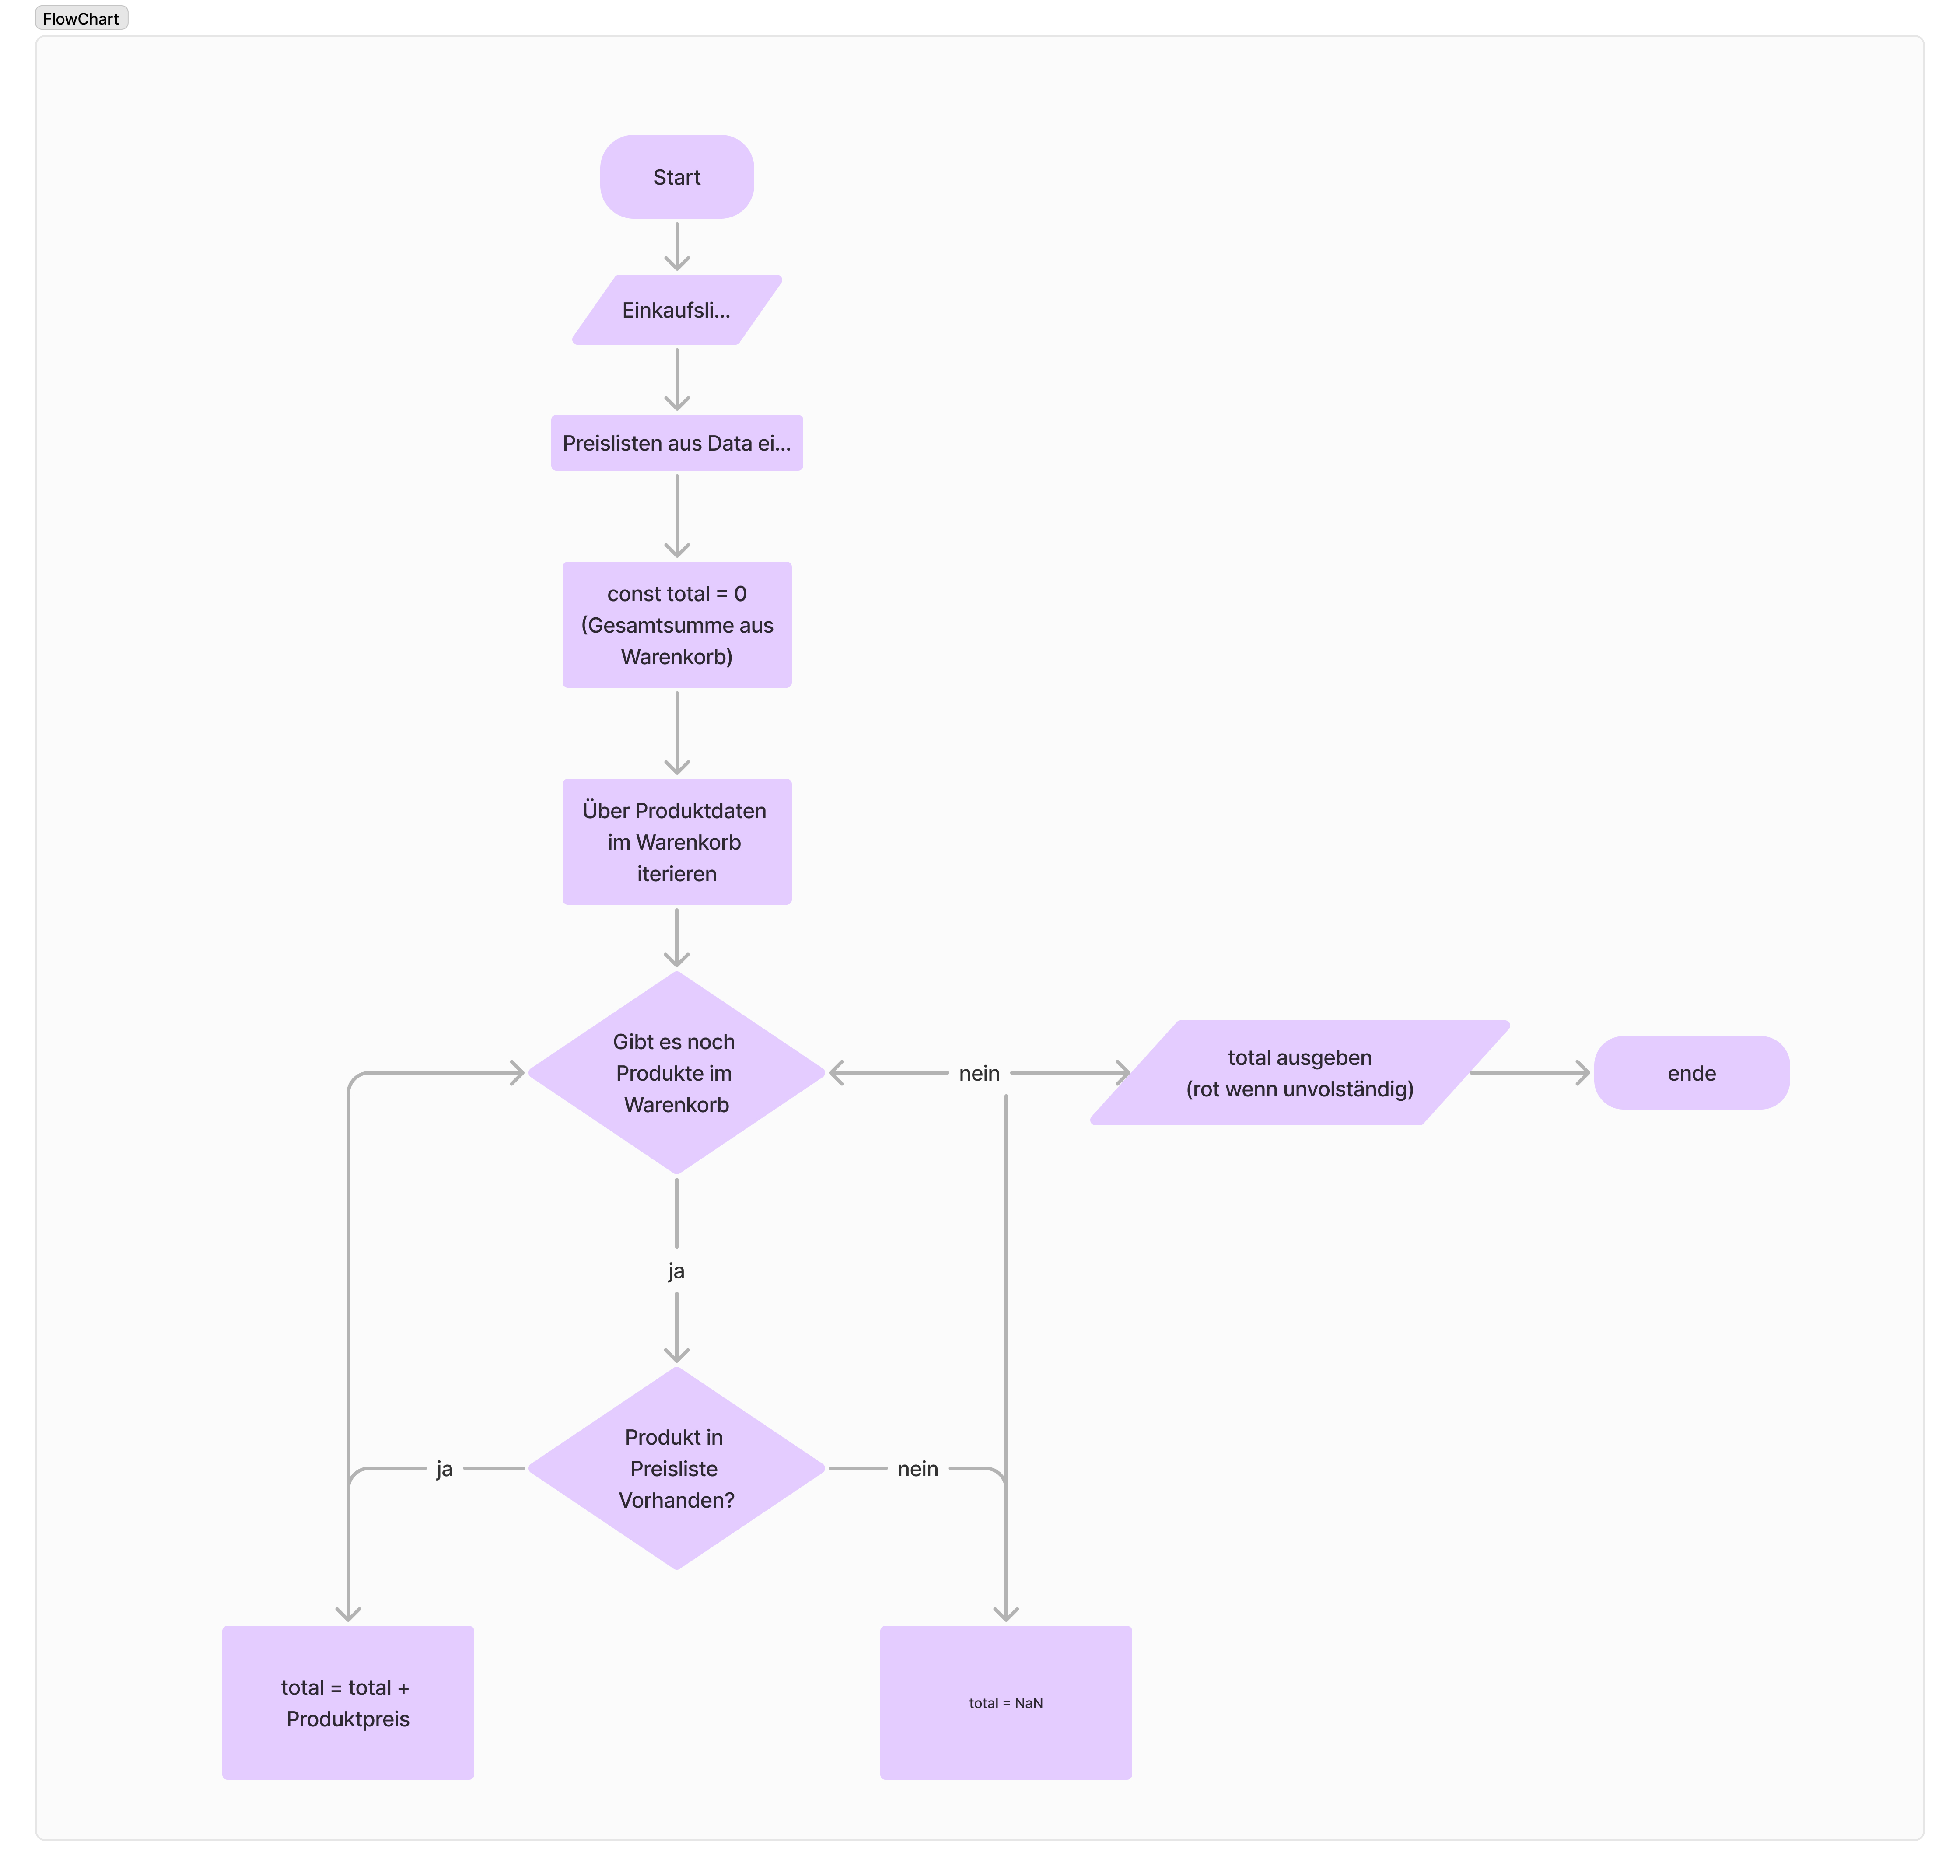 FlowChart
Start
Einkaufsli...
Preislisten aus Data ei...
const total = 0
(Gesamtsumme aus
Warenkorb)
Über Produktdaten
im Warenkorb
iterieren
Gibt es noch
Produkte im
Warenkorb
nein
total ausgeben
(rot wenn unvolständig)
ende
ja
Produkt in
Preisliste
Vorhanden?
ja
nein
total = total +
Produktpreis
total = NaN